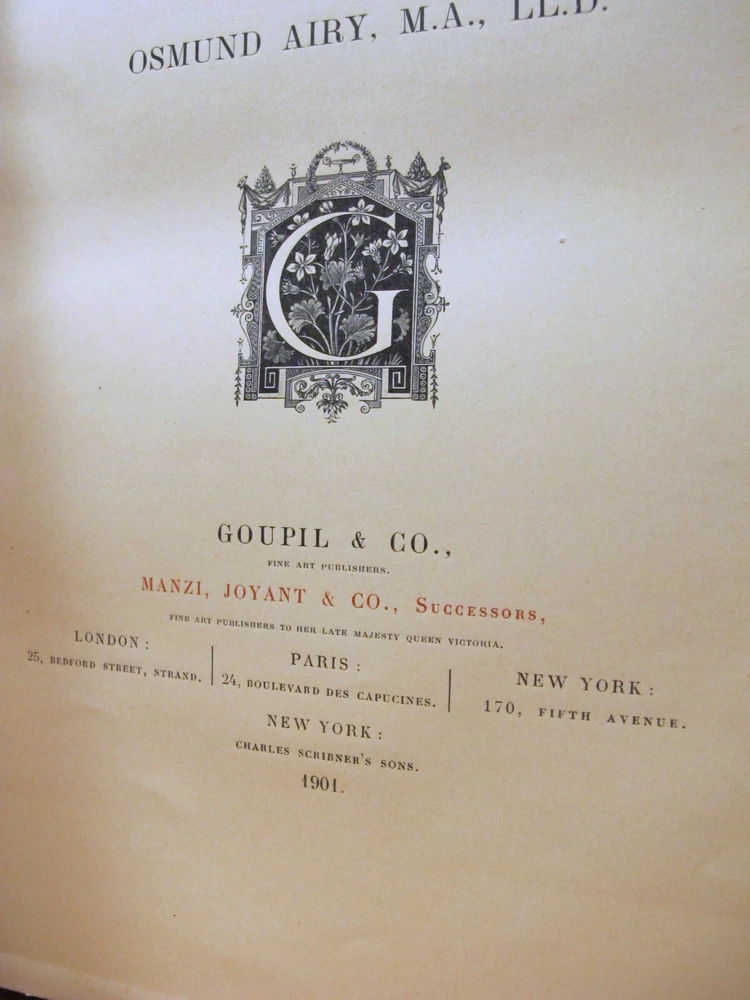 OSMUND AIRY, M.A., LL.D.
G
GOUPIL & CO.,
FINE ART PUBLISHERS.
MANZI, JOYANT & CO., SUCCESSORS,
FINE ART PUBLISHERS TO HER LATE MAJESTY QUEEN VICTORIA.
LONDON:
25, BEDFORD STREET, STRAND.
PARIS:
24, BOULEVARD DES CAPUCINES.
NEW YORK:
170, FIFTH AVENUE.
NEW YORK:
CHARLES SCRIBNER'S SONS.
1901.